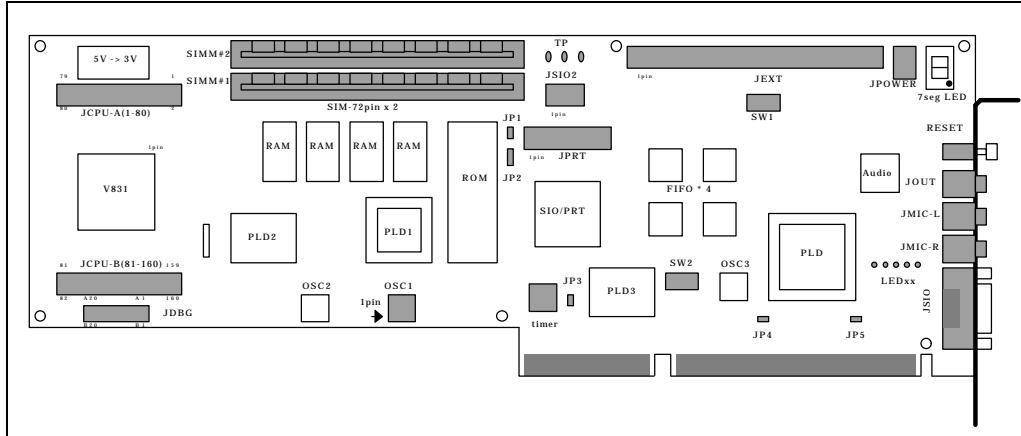 5V -> 3V
79
1
80
2
JCPU-A(1-80)
SIMM#2
SIMM#1
SIM-72pin x 2
TP
JSIO2
1pin
1pin
JEXT
JPOWER
7seg LED
SW1
RESET
JP1
JP2
1pin
JPRT
RAM
RAM
RAM
RAM
ROM
1pin
V831
FIFO * 4
Audio
JOUT
JMIC-L
JMIC-R
SIO/PRT
PLD2
PLD1
PLD
JCPU-B(81-160)
81
159
82
A20
A1
160
B20
B1
JDBG
OSC2
OSC1
1pin
JP3
timer
PLD3
SW2
OSC3
LEDxx
JSIO
JP4
JP5